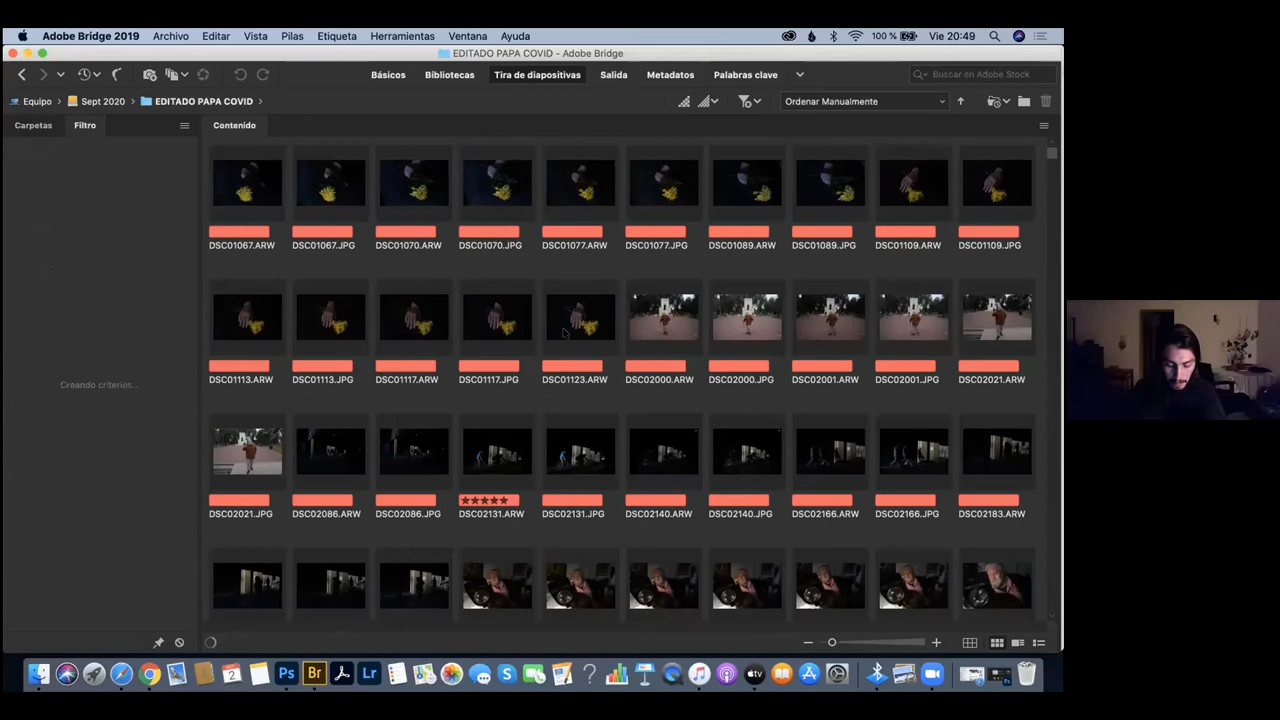 Adobe Bridge 2019 Archivo Editar Vista Pilas Etiqueta Herramientas Ventana Ayuda 100 % Vie 20:49
EDITADO PAPA COVID - Adobe Bridge
Básicos Bibliotecas Tira de diapositivas Salida Metadatos Palabras clave Buscar en Adobe Stock
Equipo Sept 2020 EDITADO PAPA COVID Ordenar Manualmente
Carpetas Filtro Contenido
DSC01067.ARW DSC01067.JPG DSC01070.ARW DSC01070.JPG DSC01077.ARW DSC01077.JPG DSC01089.ARW DSC01089.JPG DSC01109.ARW DSC01109.JPG
DSC01113.ARW DSC01113.JPG DSC01117.ARW DSC01117.JPG DSC01123.ARW DSC02000.ARW DSC02000.JPG DSC02001.ARW DSC02001.JPG DSC02021.ARW
Creando criterios...
★★★★★
DSC02021.JPG DSC02086.ARW DSC02086.JPG DSC02131.ARW DSC02131.JPG DSC02140.ARW DSC02140.JPG DSC02166.ARW DSC02166.JPG DSC02183.ARW
2 Ps Br Lr tv